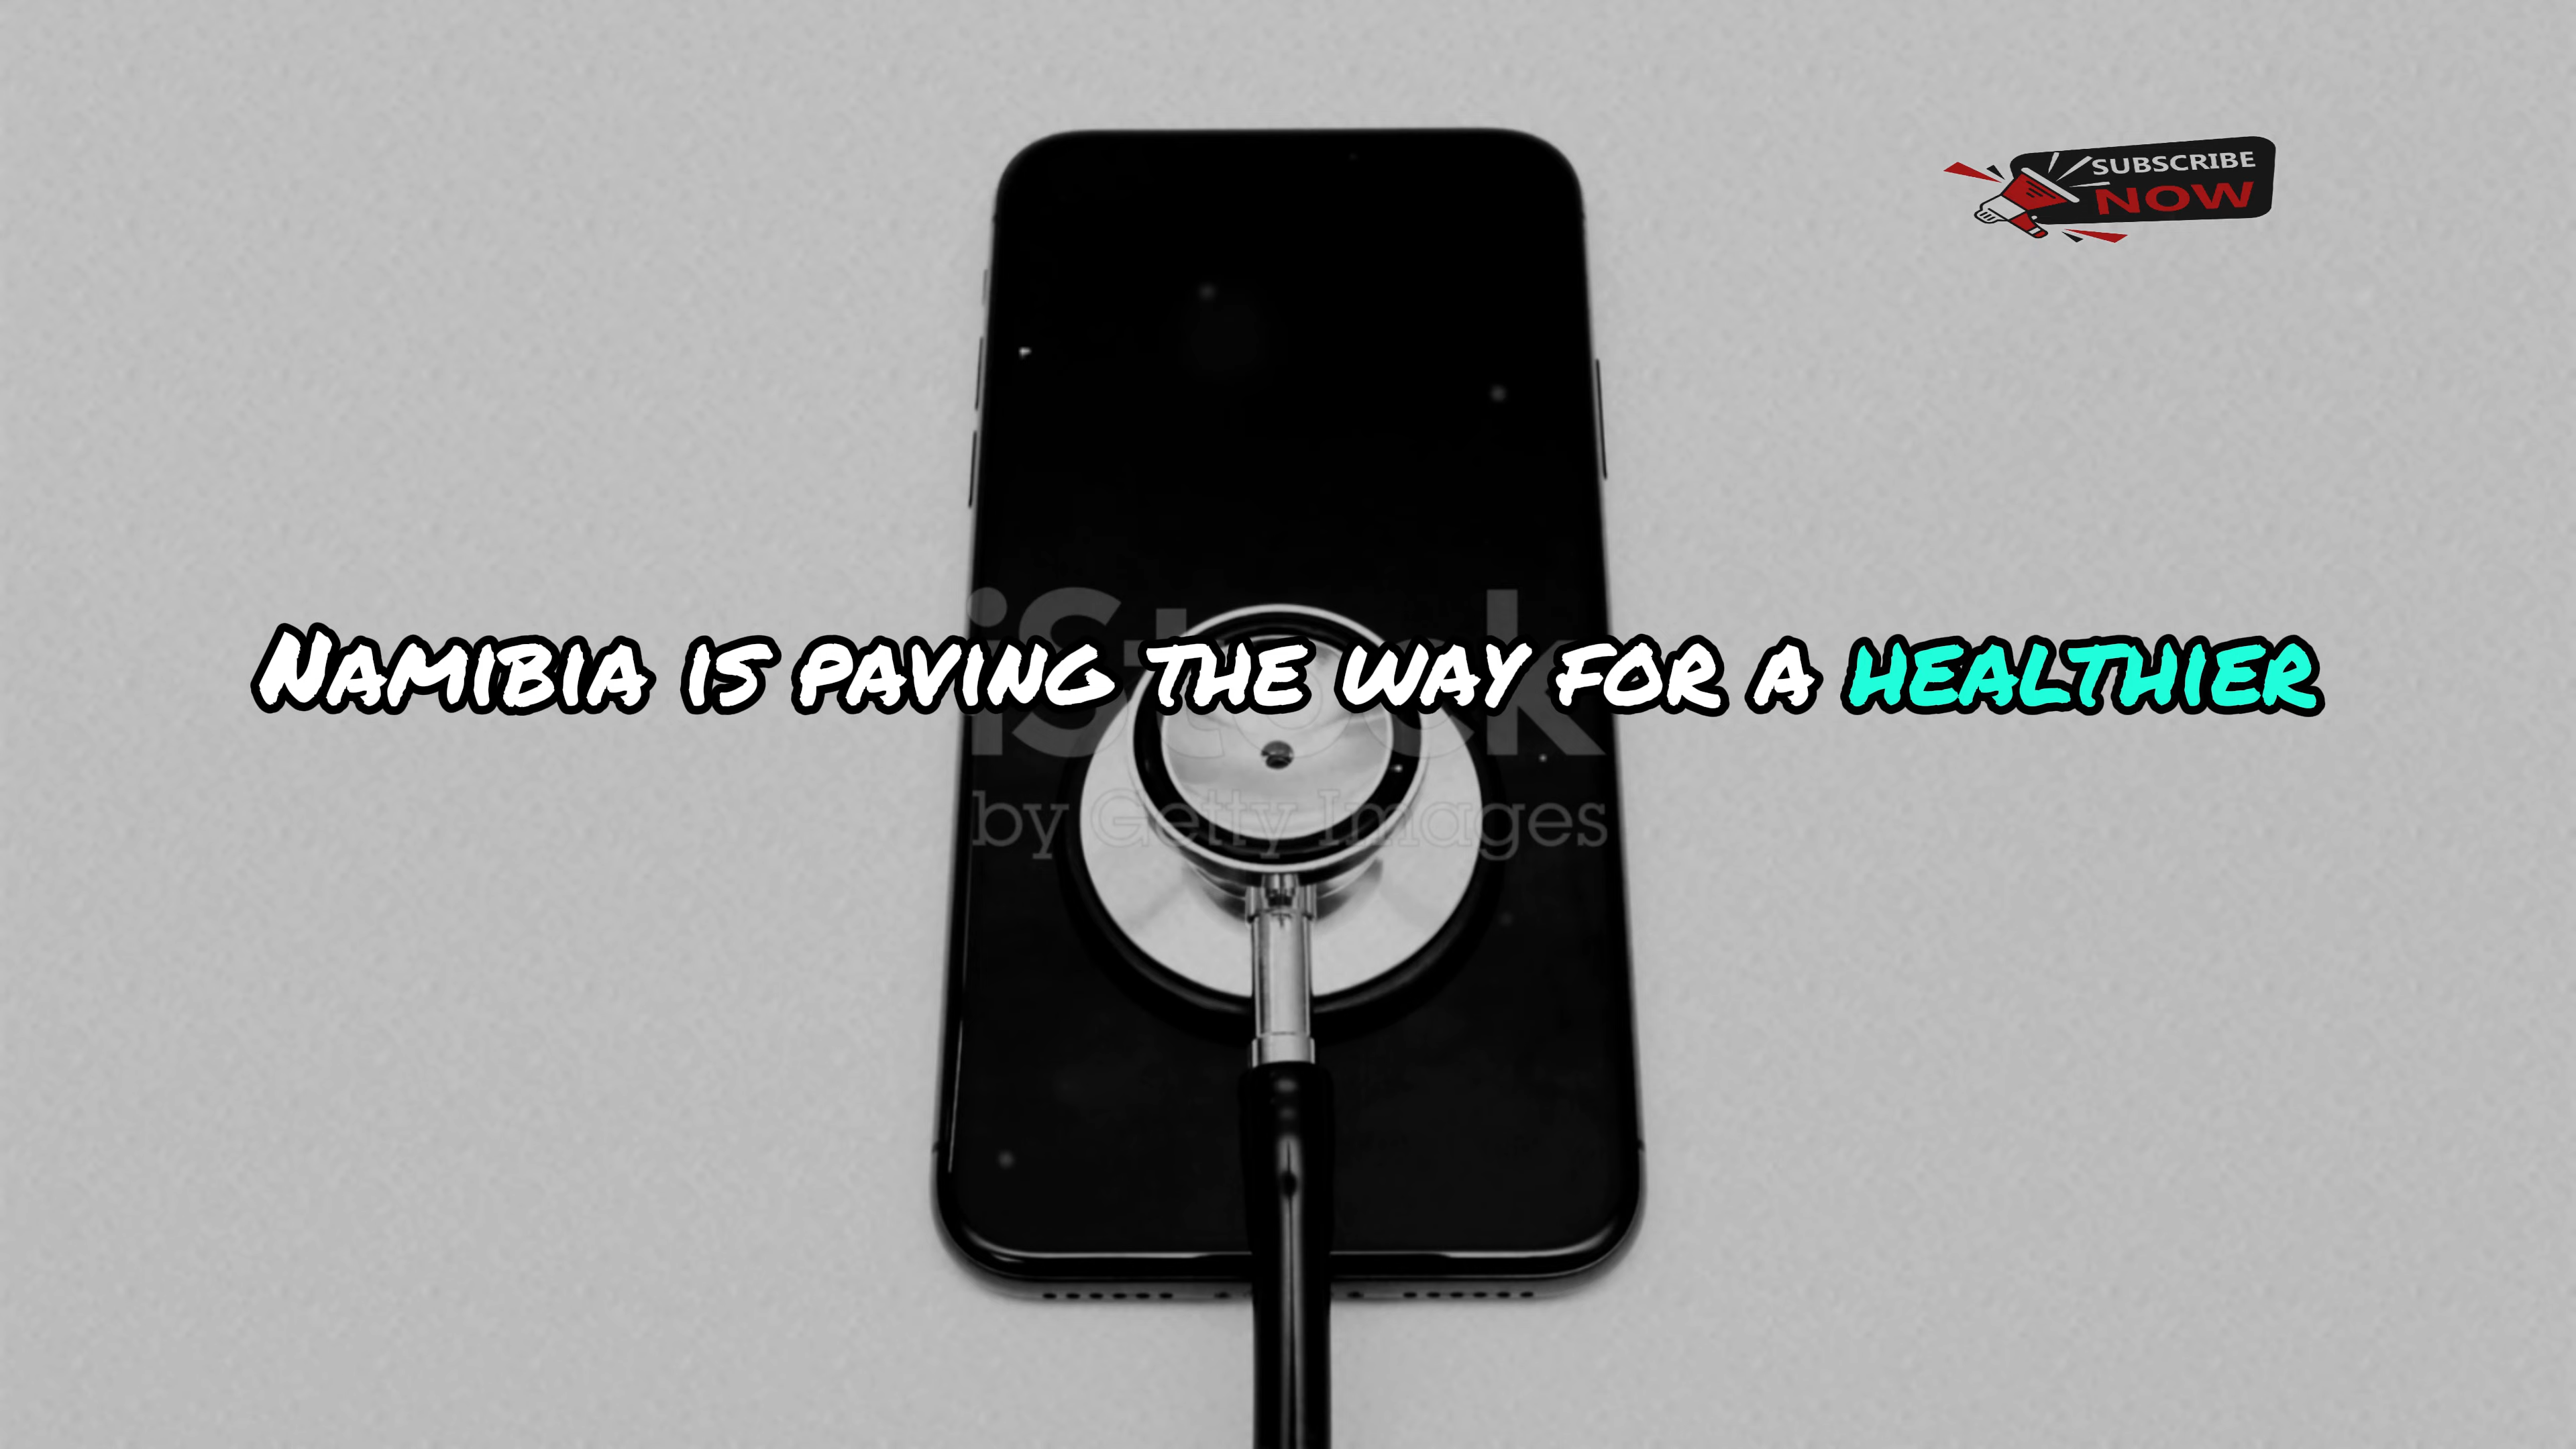 SUBSCRIBE
NOW
iStock
NAMIBIA IS PAVING THE WAY FOR A HEALTHIER
by Getty Images